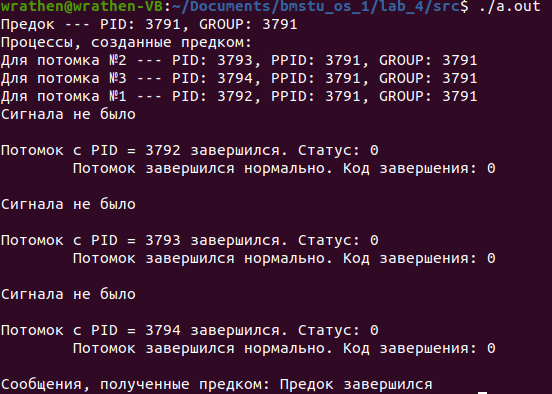 wrathen@wrathen-VB:~/Documents/bmstu_os_1/lab_4/src$ ./a.out
Предок --- PID: 3791, GROUP: 3791
Процессы, созданные предком:
Для потомка №2 --- PID: 3793, PPID: 3791, GROUP: 3791
Для потомка №3 --- PID: 3794, PPID: 3791, GROUP: 3791
Для потомка №1 --- PID: 3792, PPID: 3791, GROUP: 3791
Сигнала не было
Потомок с PID = 3792 завершился. Статус: 0
Потомок завершился нормально. Код завершения: 0
Сигнала не было
Потомок с PID = 3793 завершился. Статус: 0
Потомок завершился нормально. Код завершения: 0
Сигнала не было
Потомок с PID = 3794 завершился. Статус: 0
Потомок завершился нормально. Код завершения: 0
Сообщения, полученные предком: Предок завершился